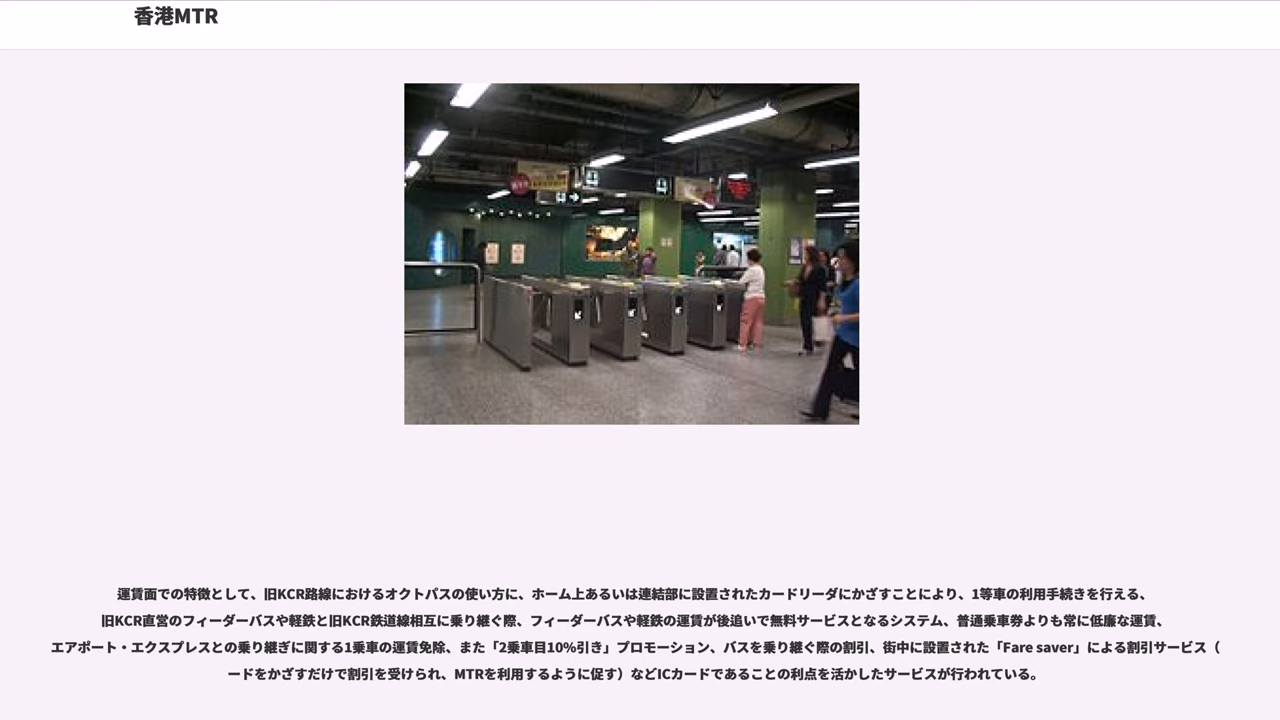 香港MTR
運賃面での特徴として、旧KCR路線におけるオクトパスの使い方に、ホーム上あるいは連結部に設置されたカードリーダにかざすことにより、1等車の利用手続きを行える、
旧KCR直営のフィーダーバスや軽鉄と旧KCR鉄道線相互に乗り継ぐ際、フィーダーバスや軽鉄の運賃が後追いで無料サービスとなるシステム、普通乗車券よりも常に低廉な運賃、
エアポート・エクスプレスとの乗り継ぎに関する1乗車の運賃免除、また「2乗車目10%引き」プロモーション、バスを乗り継ぐ際の割引、街中に設置された「Fare saver」による割引サービス（
ードをかざすだけで割引を受けられ、MTRを利用するように促す）などICカードであることの利点を活かしたサービスが行われている。